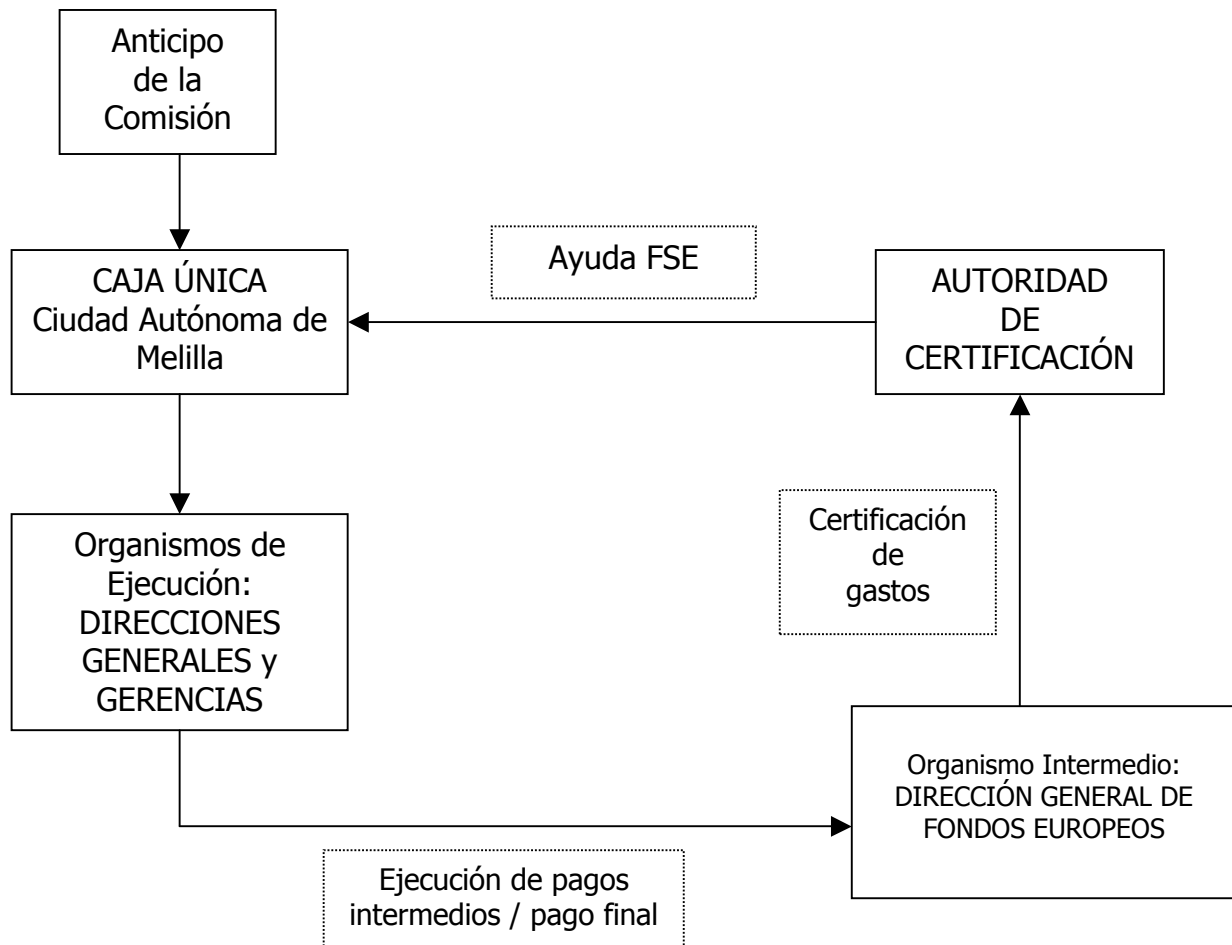 Anticipo
de la
Comisión
Ayuda FSE
CAJA ÚNICA
Ciudad Autónoma de
Melilla
AUTORIDAD
DE
CERTIFICACIÓN
Organismos de
Ejecución:
DIRECCIONES
GENERALES y
GERENCIAS
Certificación
de
gastos
Organismo Intermedio:
DIRECCIÓN GENERAL DE
FONDOS EUROPEOS
Ejecución de pagos
intermedios / pago final